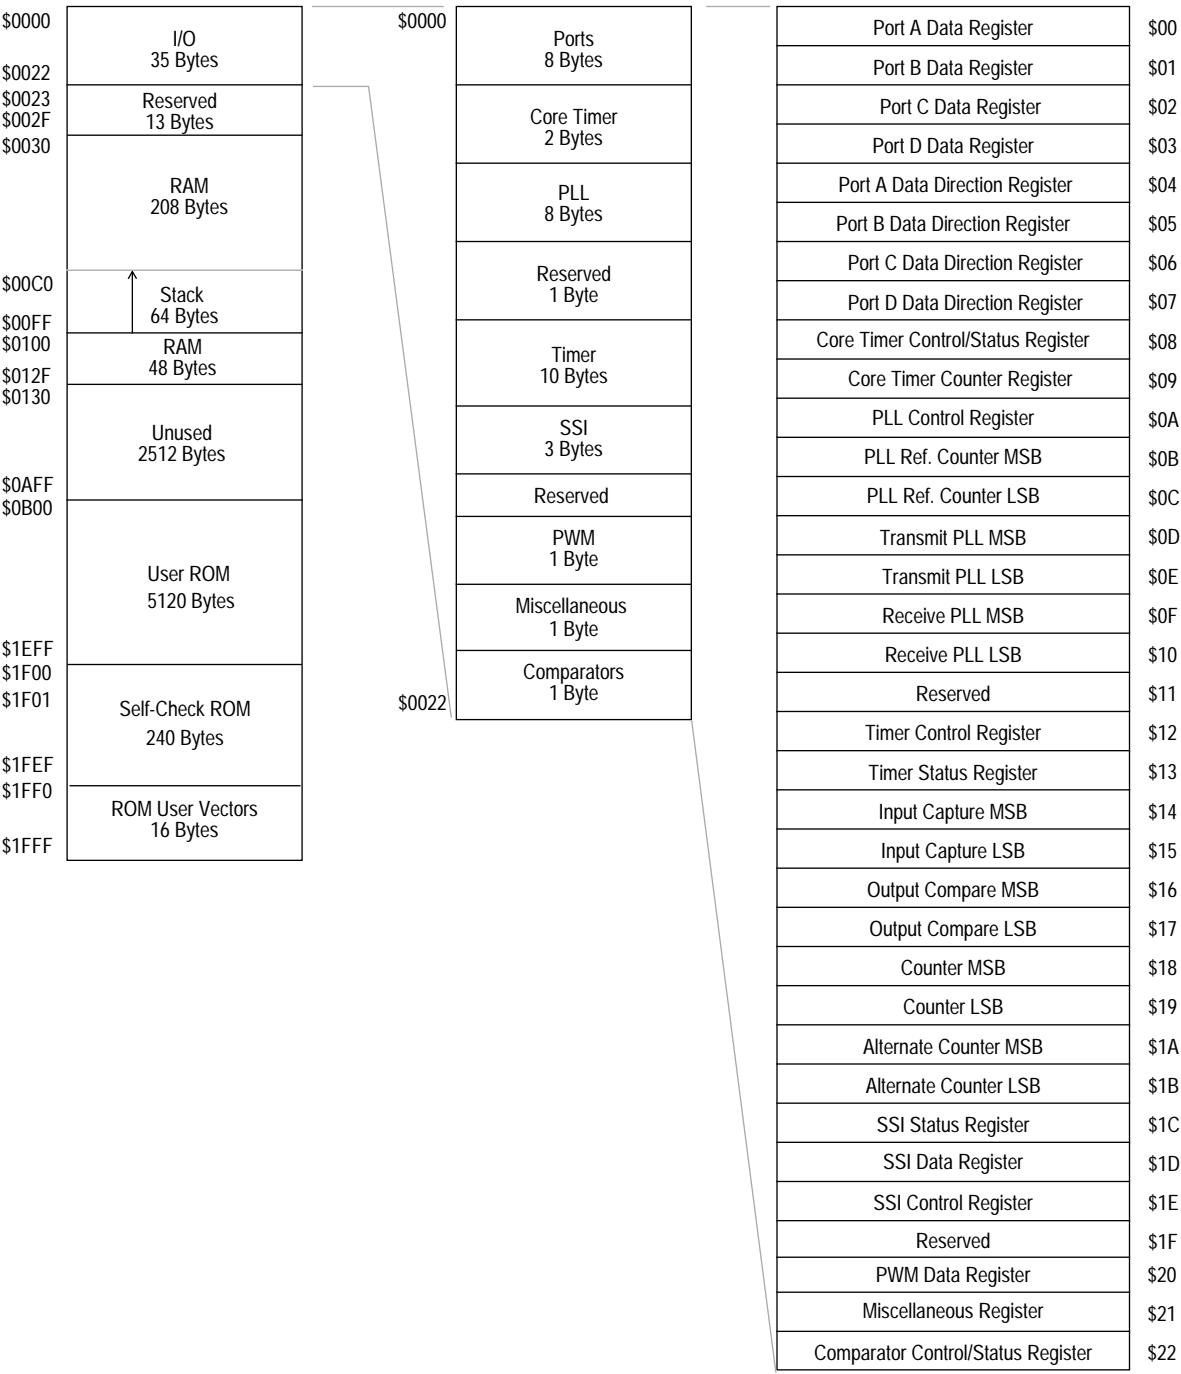 $0000
I/O
35 Bytes
$0022
$0023
Reserved
$002F
13 Bytes
$0030
RAM
208 Bytes
$00C0
Stack
64 Bytes
$00FF
$0100
RAM
48 Bytes
$012F
$0130
Unused
2512 Bytes
$0AFF
$0B00
User ROM
5120 Bytes
$1EFF
$1F00
$1F01
Self-Check ROM
240 Bytes
$1FEF
$1FF0
ROM User Vectors
16 Bytes
$1FFF
$0000
Ports
8 Bytes
Core Timer
2 Bytes
PLL
8 Bytes
Reserved
1 Byte
Timer
10 Bytes
SSI
3 Bytes
Reserved
PWM
1 Byte
Miscellaneous
1 Byte
Comparators
1 Byte
$0022
Port A Data Register $00
Port B Data Register $01
Port C Data Register $02
Port D Data Register $03
Port A Data Direction Register $04
Port B Data Direction Register $05
Port C Data Direction Register $06
Port D Data Direction Register $07
Core Timer Control/Status Register $08
Core Timer Counter Register $09
PLL Control Register $0A
PLL Ref. Counter MSB $0B
PLL Ref. Counter LSB $0C
Transmit PLL MSB $0D
Transmit PLL LSB $0E
Receive PLL MSB $0F
Receive PLL LSB $10
Reserved $11
Timer Control Register $12
Timer Status Register $13
Input Capture MSB $14
Input Capture LSB $15
Output Compare MSB $16
Output Compare LSB $17
Counter MSB $18
Counter LSB $19
Alternate Counter MSB $1A
Alternate Counter LSB $1B
SSI Status Register $1C
SSI Data Register $1D
SSI Control Register $1E
Reserved $1F
PWM Data Register $20
Miscellaneous Register $21
Comparator Control/Status Register $22